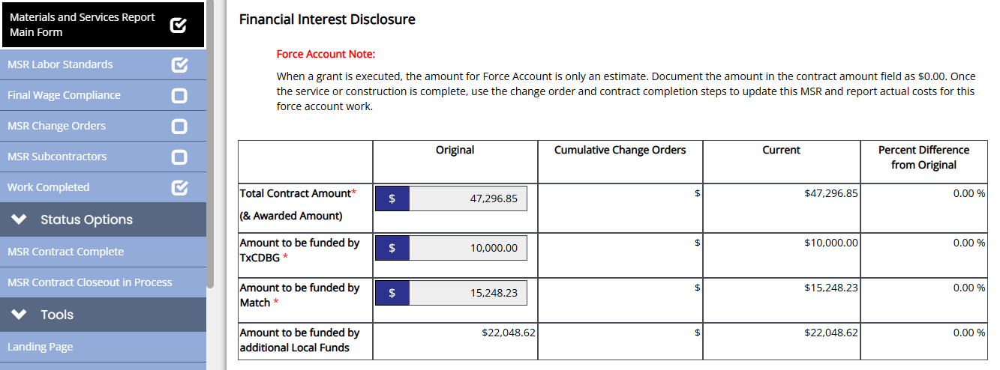 Materials and Services Report
Main Form
MSR Labor Standards
Final Wage Compliance
MSR Change Orders
MSR Subcontractors
Work Completed
Status Options
MSR Contract Complete
MSR Contract Closeout in Process
Tools
Landing Page
Financial Interest Disclosure
Force Account Note:
When a grant is executed, the amount for Force Account is only an estimate. Document the amount in the contract amount field as $0.00. Once
the service or construction is complete, use the change order and contract completion steps to update this MSR and report actual costs for this
force account work.
Original Cumulative Change Orders Current Percent Difference
from Original
Total Contract Amount* $ 47,296.85 $ $47,296.85 0.00 %
(& Awarded Amount)
Amount to be funded by $ 10,000.00 $ $10,000.00 0.00 %
TxCDBG *
Amount to be funded by $ 15,248.23 $ $15,248.23 0.00 %
Match *
Amount to be funded by $22,048.62 $ $22,048.62 0.00 %
additional Local Funds